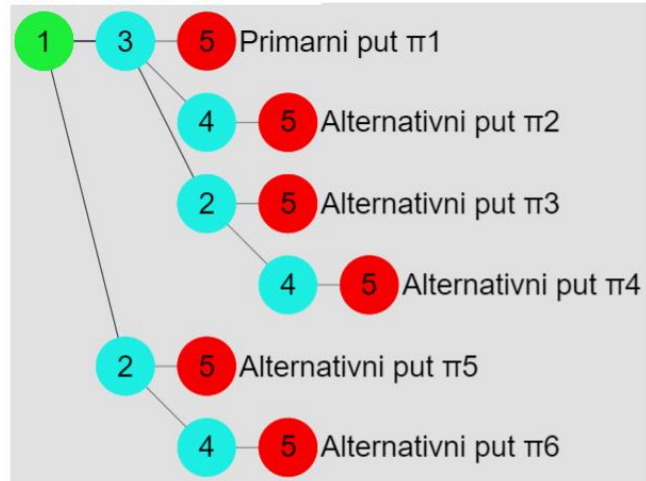 1 3 5 Primarni put π1
4 5 Alternativni put π2
2 5 Alternativni put π3
4 5 Alternativni put π4
2 5 Alternativni put π5
4 5 Alternativni put π6